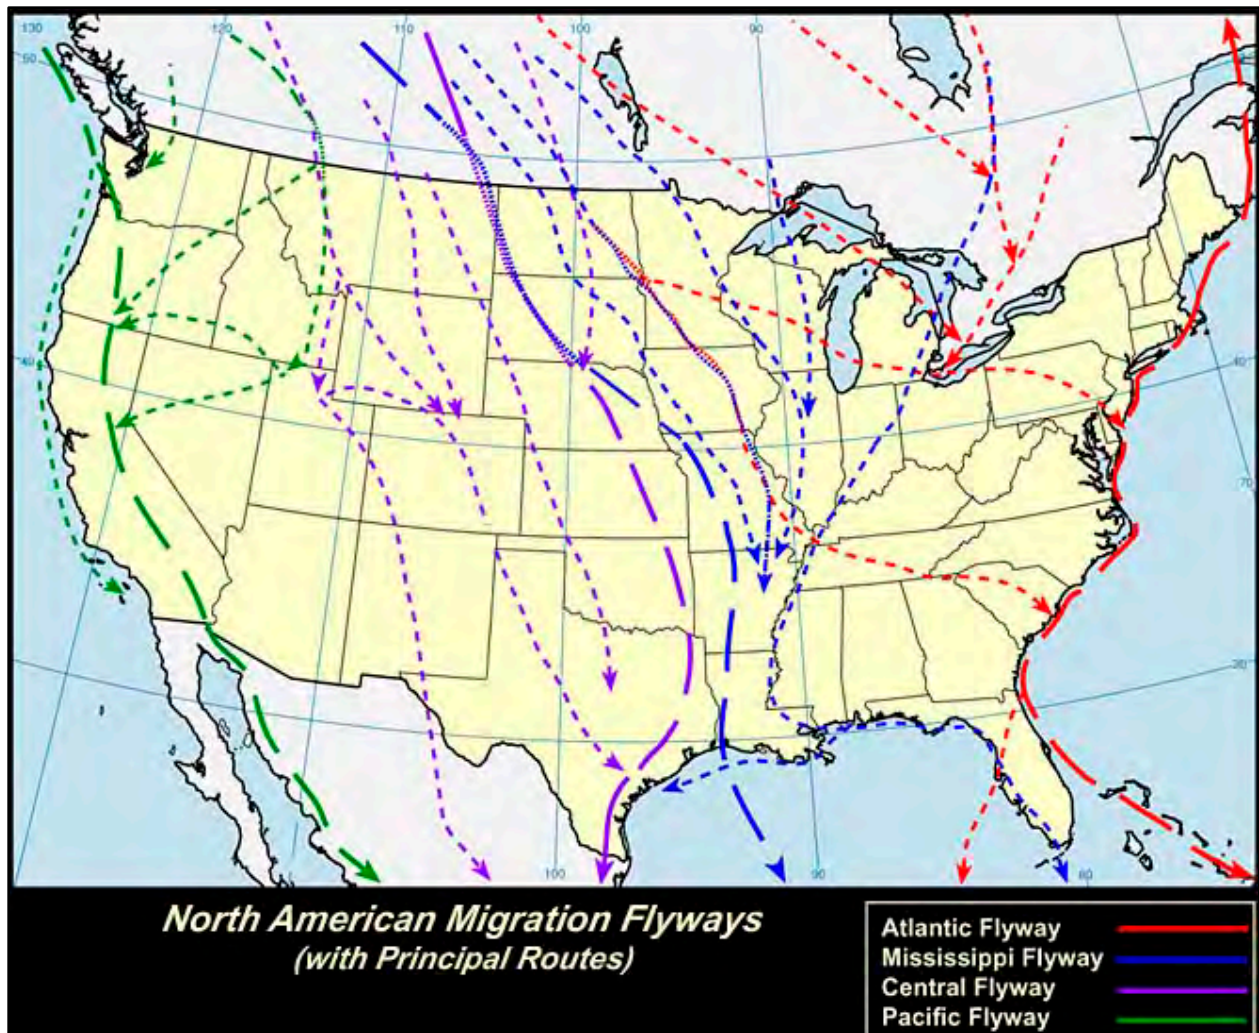 130
120
110
100
90
50
40
40
70
30
100
90
80
North American Migration Flyways
(with Principal Routes)
Atlantic Flyway
Mississippi Flyway
Central Flyway
Pacific Flyway